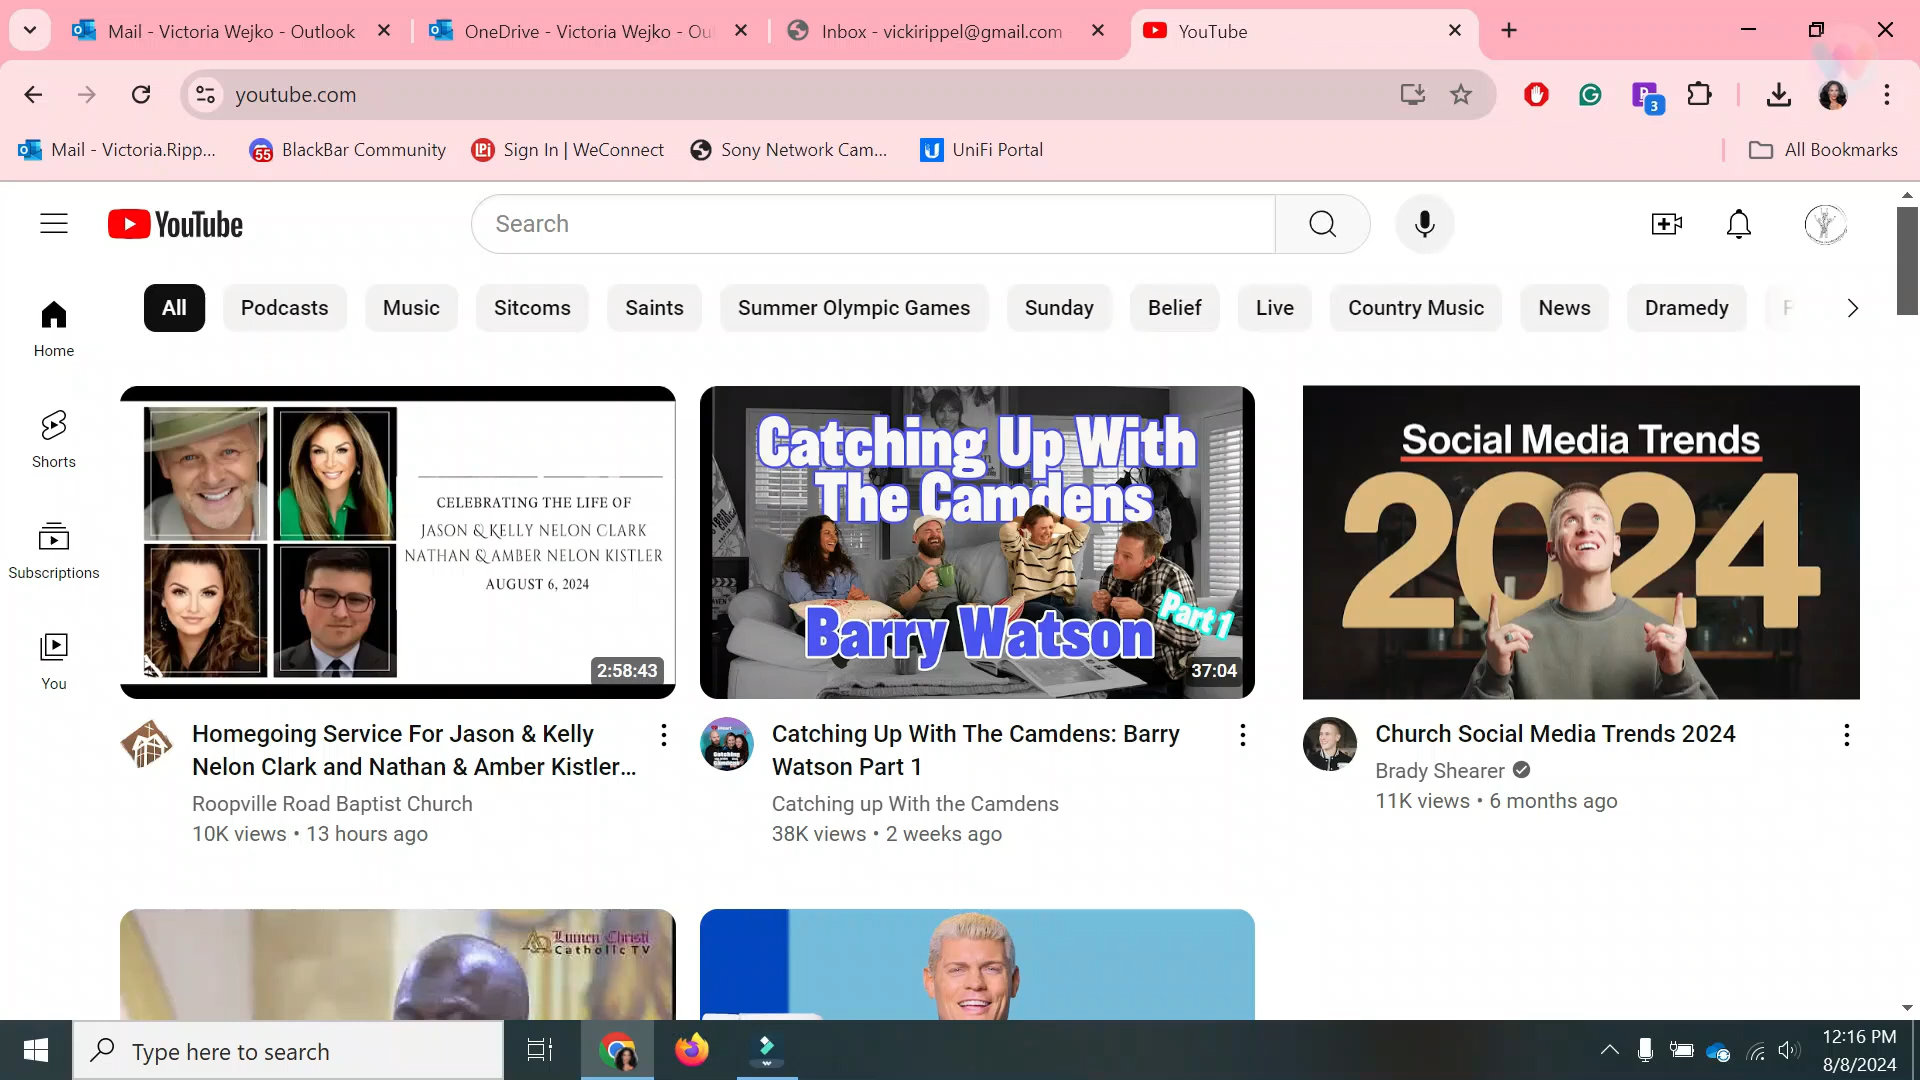 Mail - Victoria Wejko - Outlook
OneDrive - Victoria Wejko - Ou
Inbox - vickirippel@gmail.com
YouTube
youtube.com
3
Mail - Victoria.Ripp...
55
BlackBar Community
LPi
Sign In | WeConnect
Sony Network Cam...
UniFi Portal
All Bookmarks
YouTube
Search
All
Podcasts
Music
Sitcoms
Saints
Summer Olympic Games
Sunday
Belief
Live
Country Music
News
Dramedy
Home
Shorts
Subscriptions
You
CELEBRATING THE LIFE OF
JASON & KELLY NELON CLARK
NATHAN & AMBER NELON KISTLER
AUGUST 6, 2024
2:58:43
Homegoing Service For Jason & Kelly
Nelon Clark and Nathan & Amber Kistler...
Roopville Road Baptist Church
10K views • 13 hours ago
Catching Up With
The Camdens
Barry Watson
Part 1
37:04
Catching Up With The Camdens: Barry
Watson Part 1
Catching up With the Camdens
38K views • 2 weeks ago
Social Media Trends
2024
Church Social Media Trends 2024
Brady Shearer
11K views • 6 months ago
Lumen Christi
Catholic TV
Type here to search
12:16 PM
8/8/2024